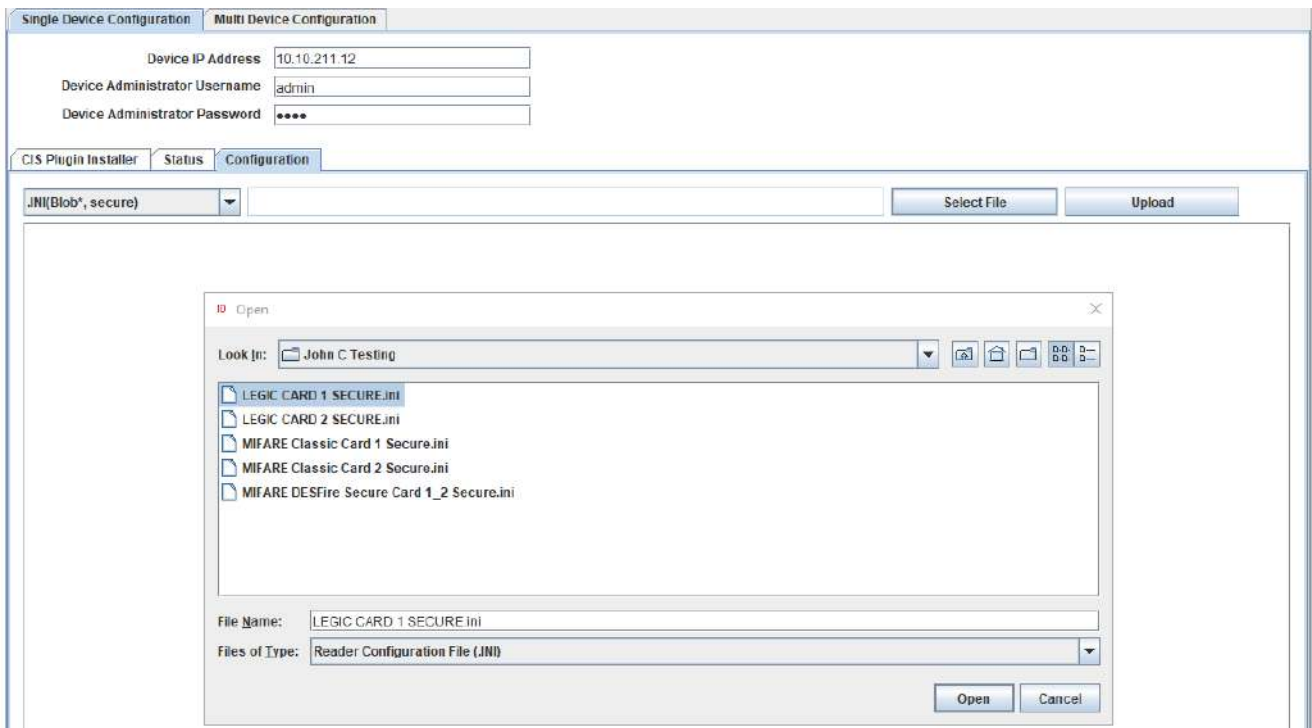 Single Device Configuration Multi Device Configuration
Device IP Address 10.10.211.12
Device Administrator Username admin
Device Administrator Password ••••
CIS Plugin Installer Status Configuration
.INI(Blob*, secure) Select File Upload
Open
Look In: John C Testing
LEGIC CARD 1 SECURE.ini
LEGIC CARD 2 SECURE.ini
MIFARE Classic Card 1 Secure.ini
MIFARE Classic Card 2 Secure.ini
MIFARE DESFire Secure Card 1_2 Secure.ini
File Name: LEGIC CARD 1 SECURE.ini
Files of Type: Reader Configuration File (.INI)
Open Cancel